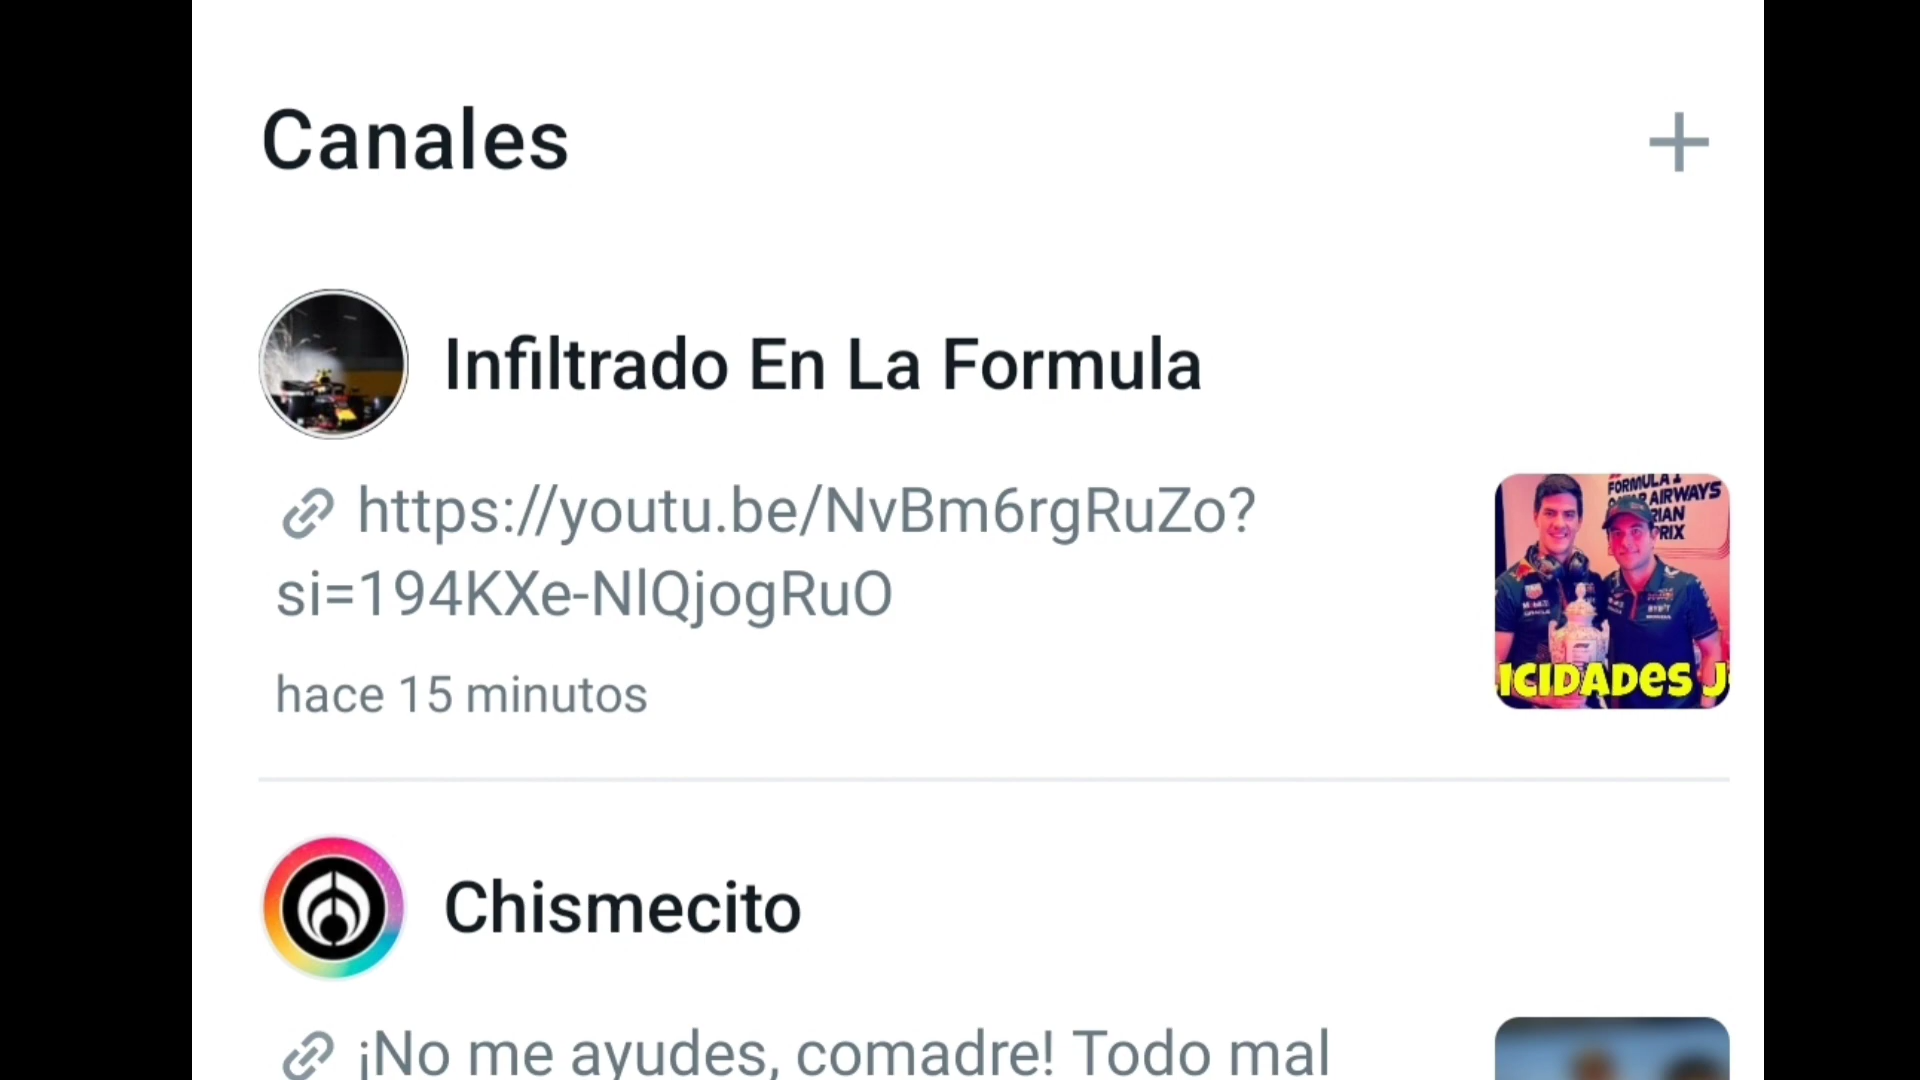 Canales
Infiltrado En La Formula
https://youtu.be/NvBm6rgRuZo?
si=194KXe-NlQjogRuO
hace 15 minutos
FORMULA 1
AIRWAYS
RIAN
PRIX
ICIDADES J
Chismecito
¡No me ayudes, comadre! Todo mal